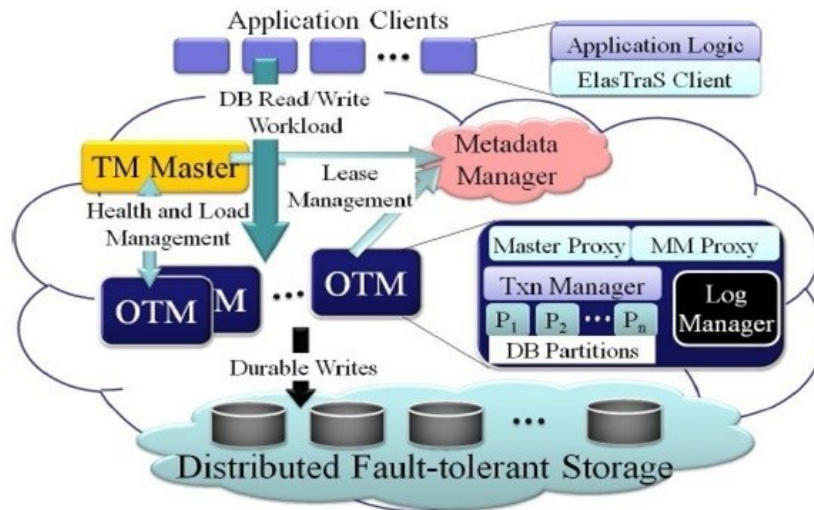 Application Clients
Application Logic
ElasTraS Client
DB Read/Write
Workload
TM Master
Metadata
Manager
Lease
Management
Health and Load
Management
Master Proxy
MM Proxy
OTM
M
OTM
Txn Manager
Log
Manager
P1
P2
Pn
DB Partitions
Durable Writes
Distributed Fault-tolerant Storage